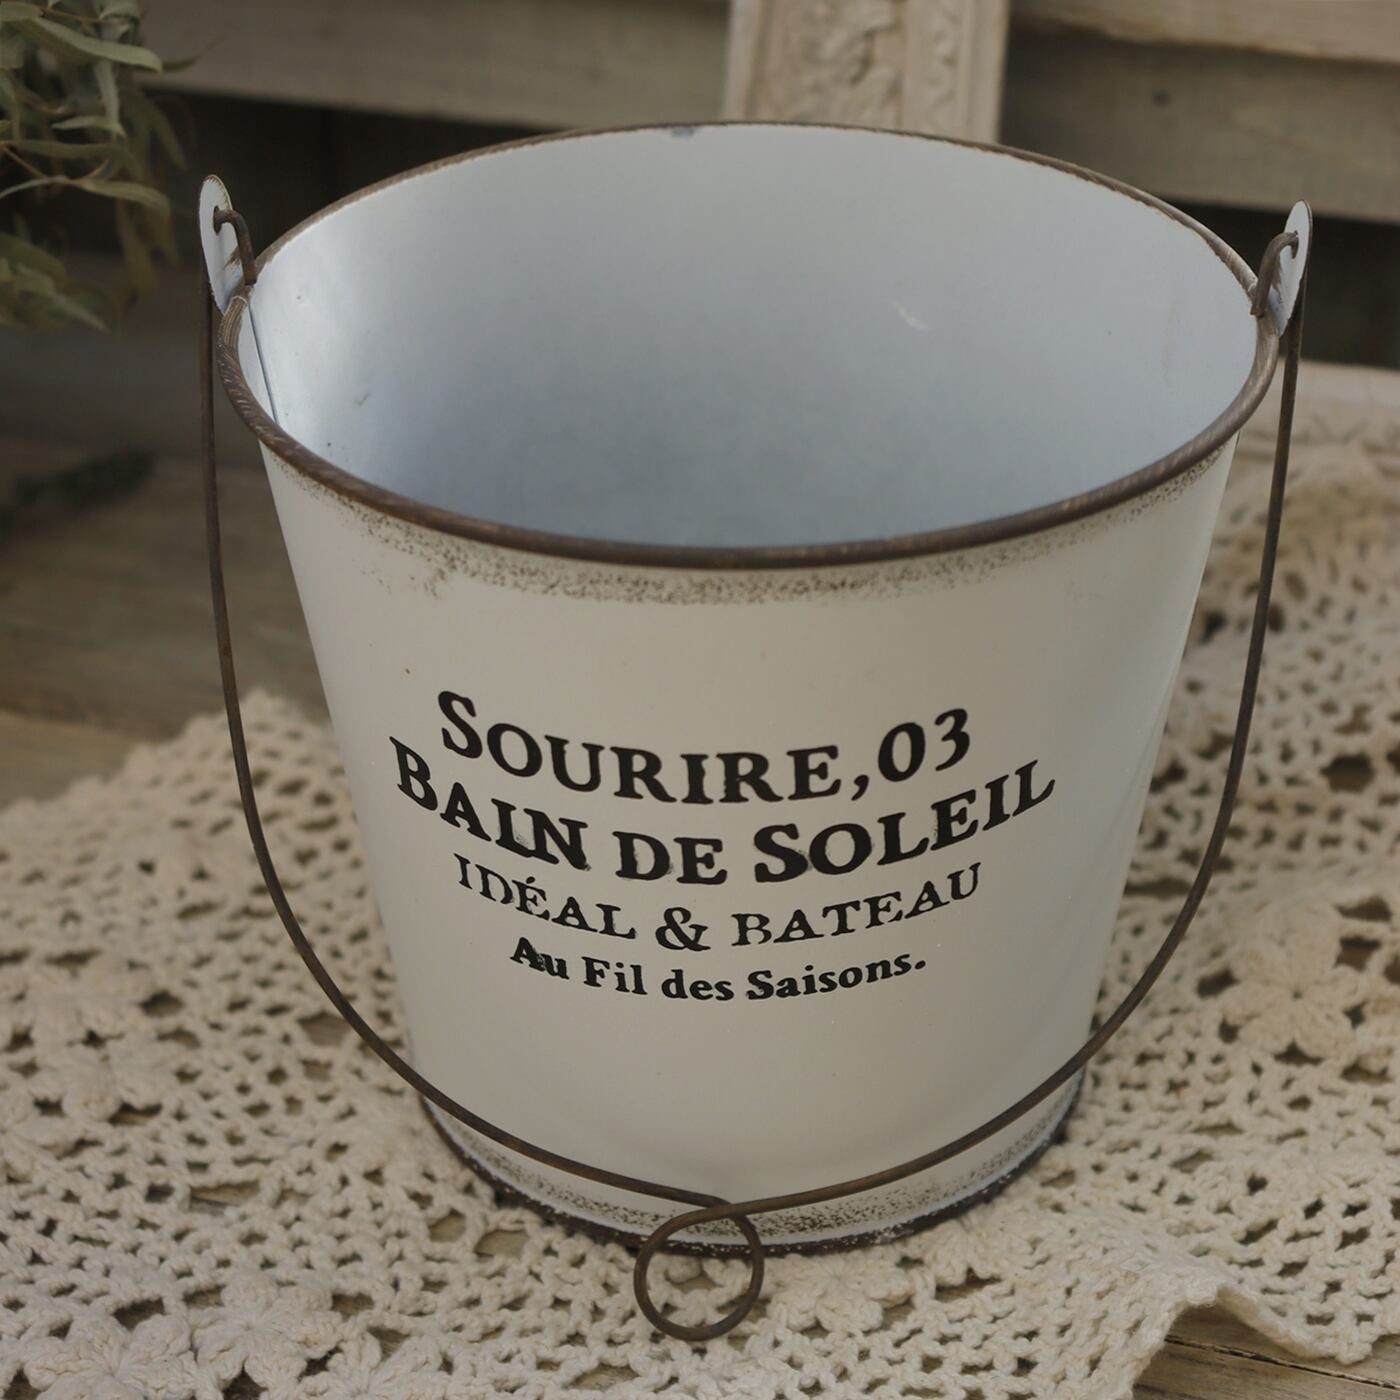 SOURIRE,03
BAIN DE SOLEIL
IDÉAL & BATEAU
Au Fil des Saisons.